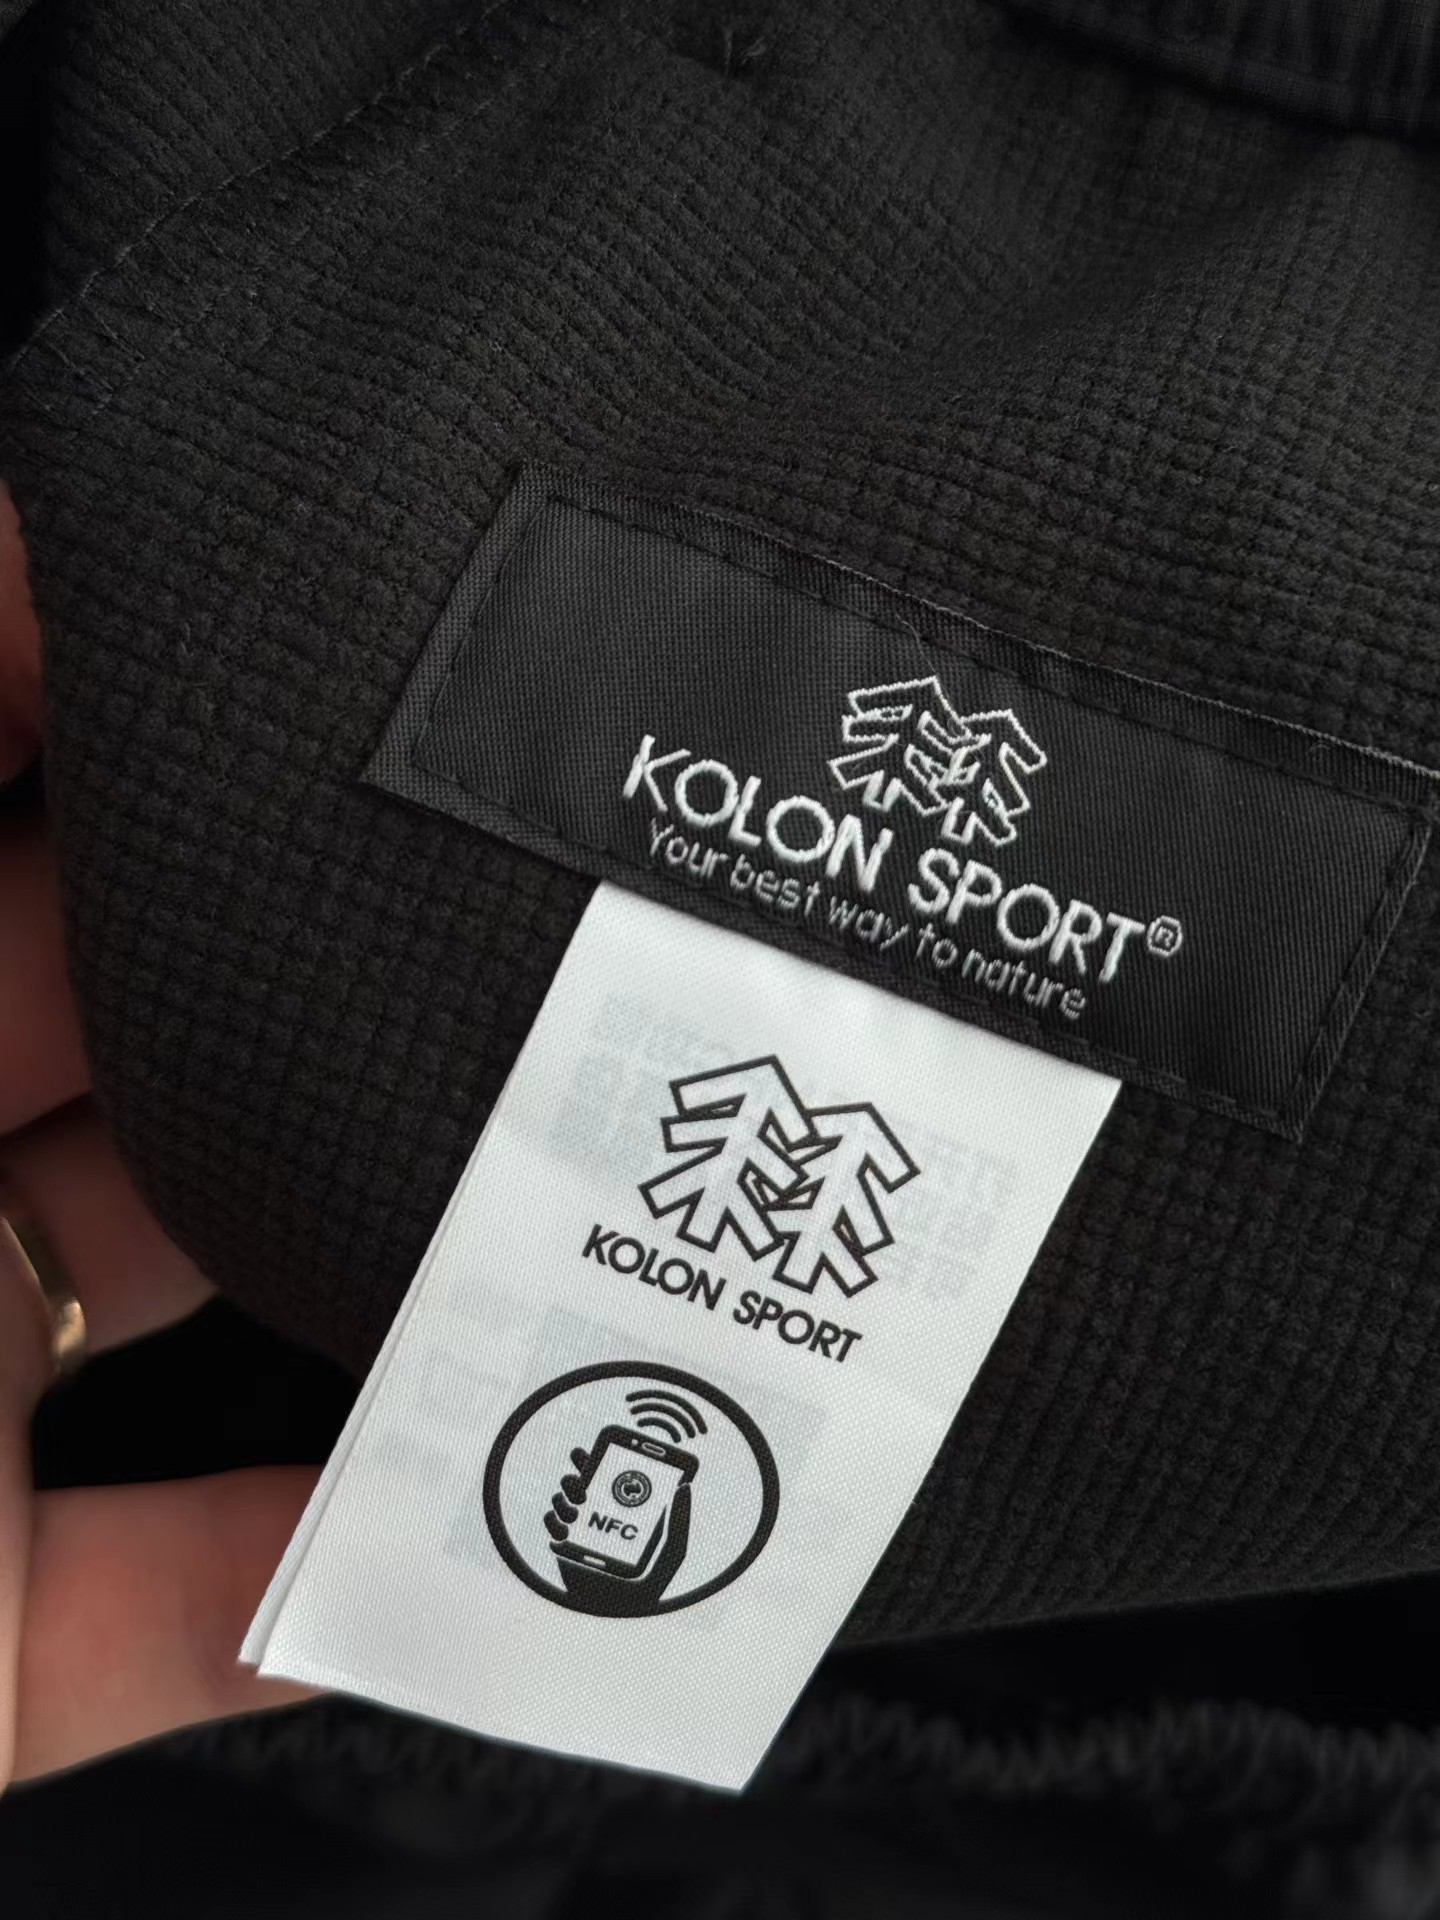 KOLON SPORT®
Your best way to nature
KOLON SPORT
NFC